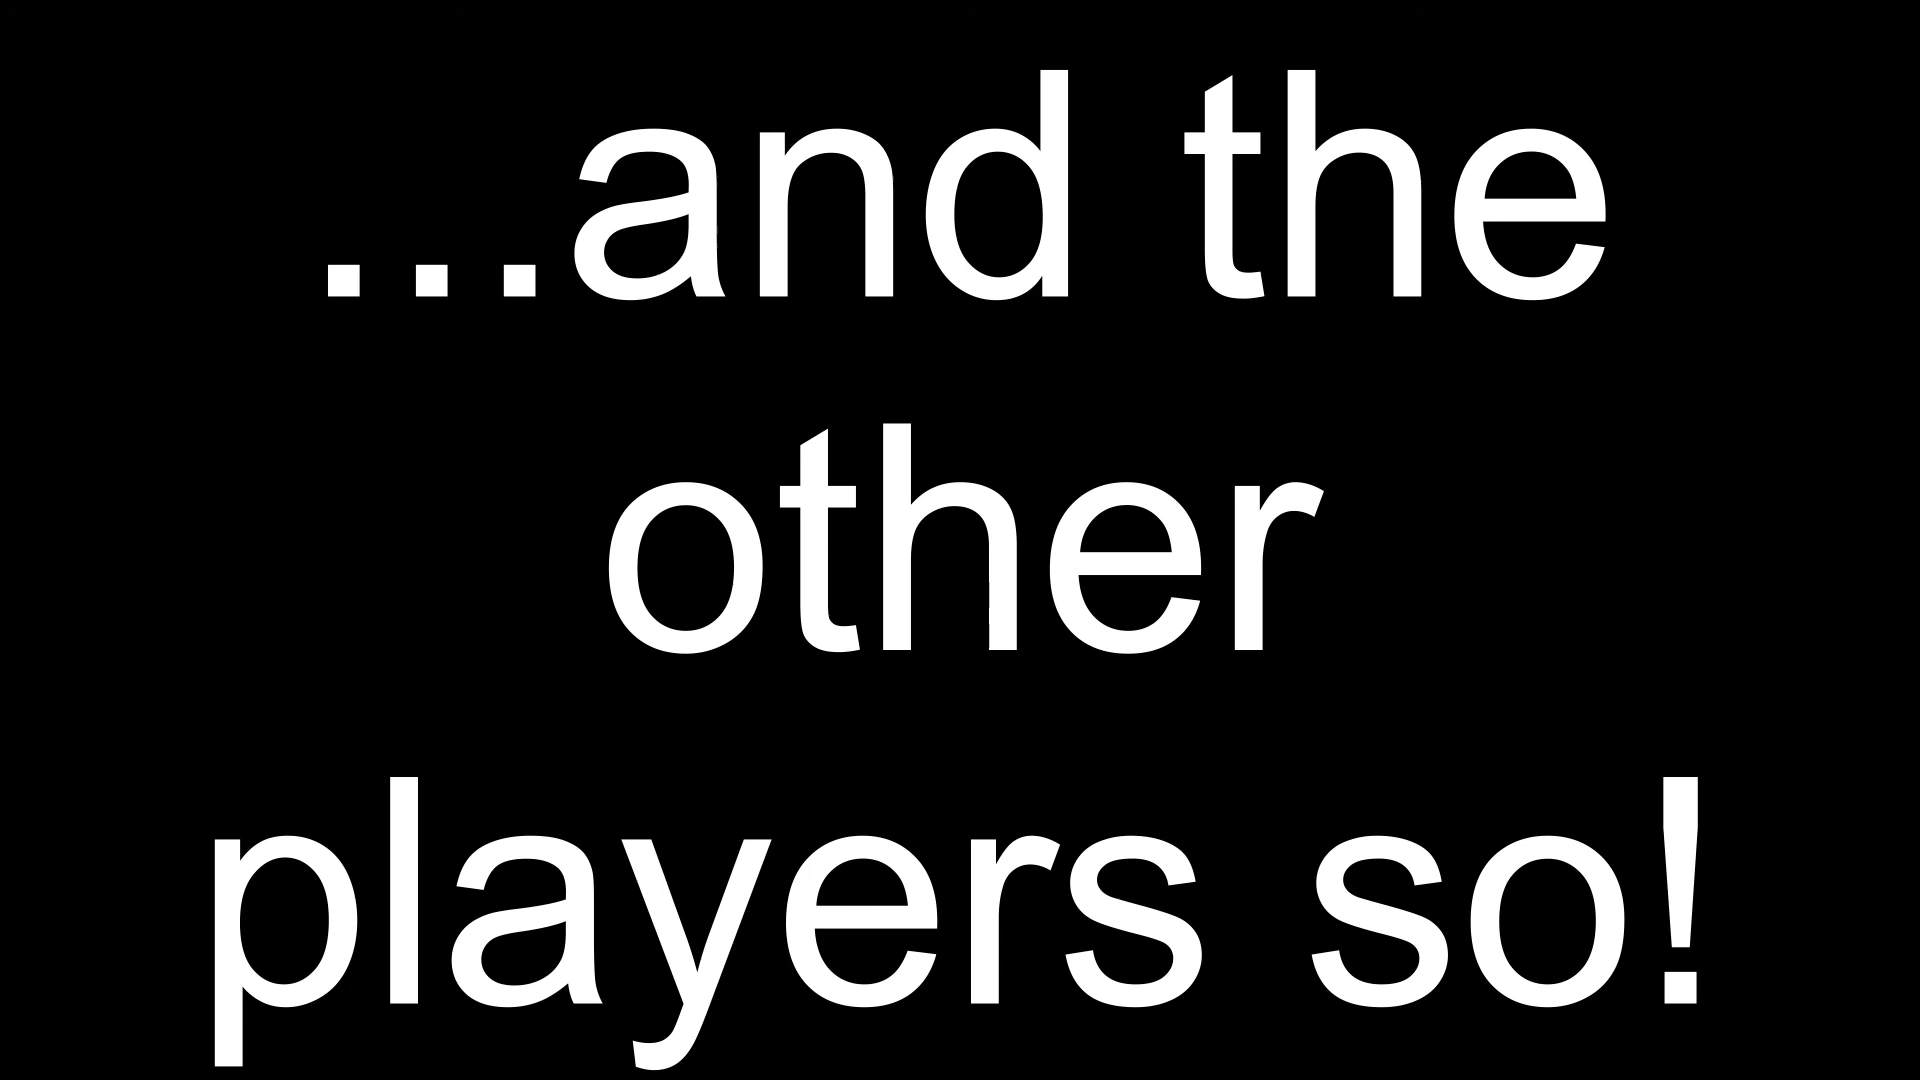 ...and the
other
players so!